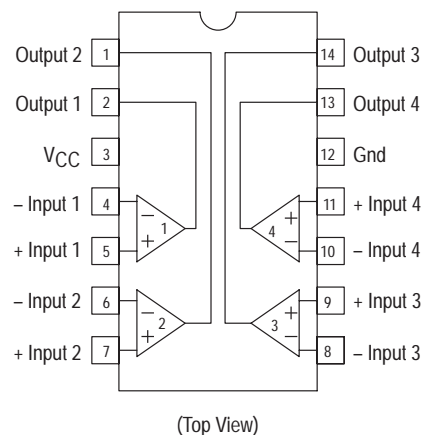 Output 2 1 14 Output 3
Output 1 2 13 Output 4
VCC 3 12 Gnd
– Input 1 4 – + 11 + Input 4
+ Input 1 5 + 1 4 – 10 – Input 4
– Input 2 6 – + 9 + Input 3
+ Input 2 7 + 2 3 – 8 – Input 3
(Top View)